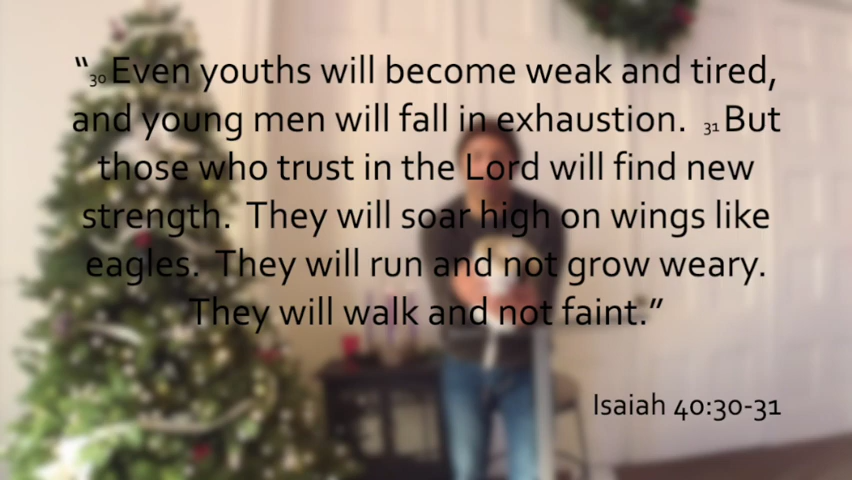 “30 Even youths will become weak and tired,
and young men will fall in exhaustion.  31 But
those who trust in the Lord will find new
strength.  They will soar high on wings like
eagles.  They will run and not grow weary.
They will walk and not faint.”
Isaiah 40:30-31